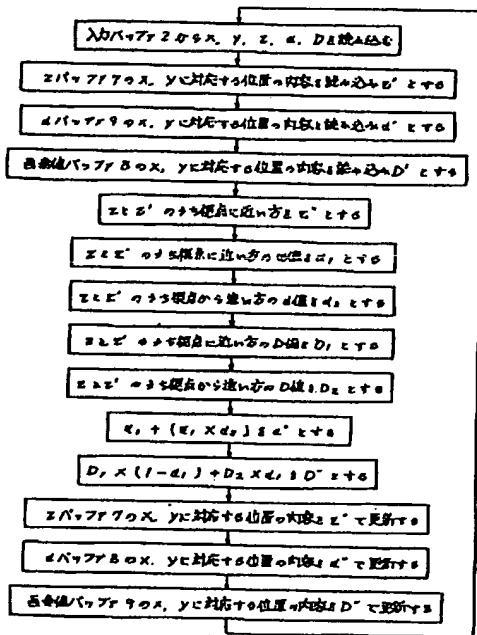 入力バッファ2からx, y, z, α, Dを読み込む
zバッファ7のx, yに対応する位置の内容を読み込みz'とする
αバッファ9のx, yに対応する位置の内容を読み込みα'とする
画素値バッファ8のx, yに対応する位置の内容を読み込みD'とする
zとz'のうち視点に近い方をz"とする
zとz'のうち視点に近い方のα値をα₁とする
zとz'のうち視点から遠い方のα値をα₂とする
zとz'のうち視点に近い方のD値をD₁とする
zとz'のうち視点から遠い方のD値をD₂とする
α₁ + (α₁ × α₂) をα"とする
D₁ × (1-α₁) + D₂ × α₁ をD"とする
zバッファ7のx, yに対応する位置の内容をz"で更新する
αバッファ8のx, yに対応する位置の内容をα"で更新する
画素値バッファ9のx, yに対応する位置の内容をD"で更新する